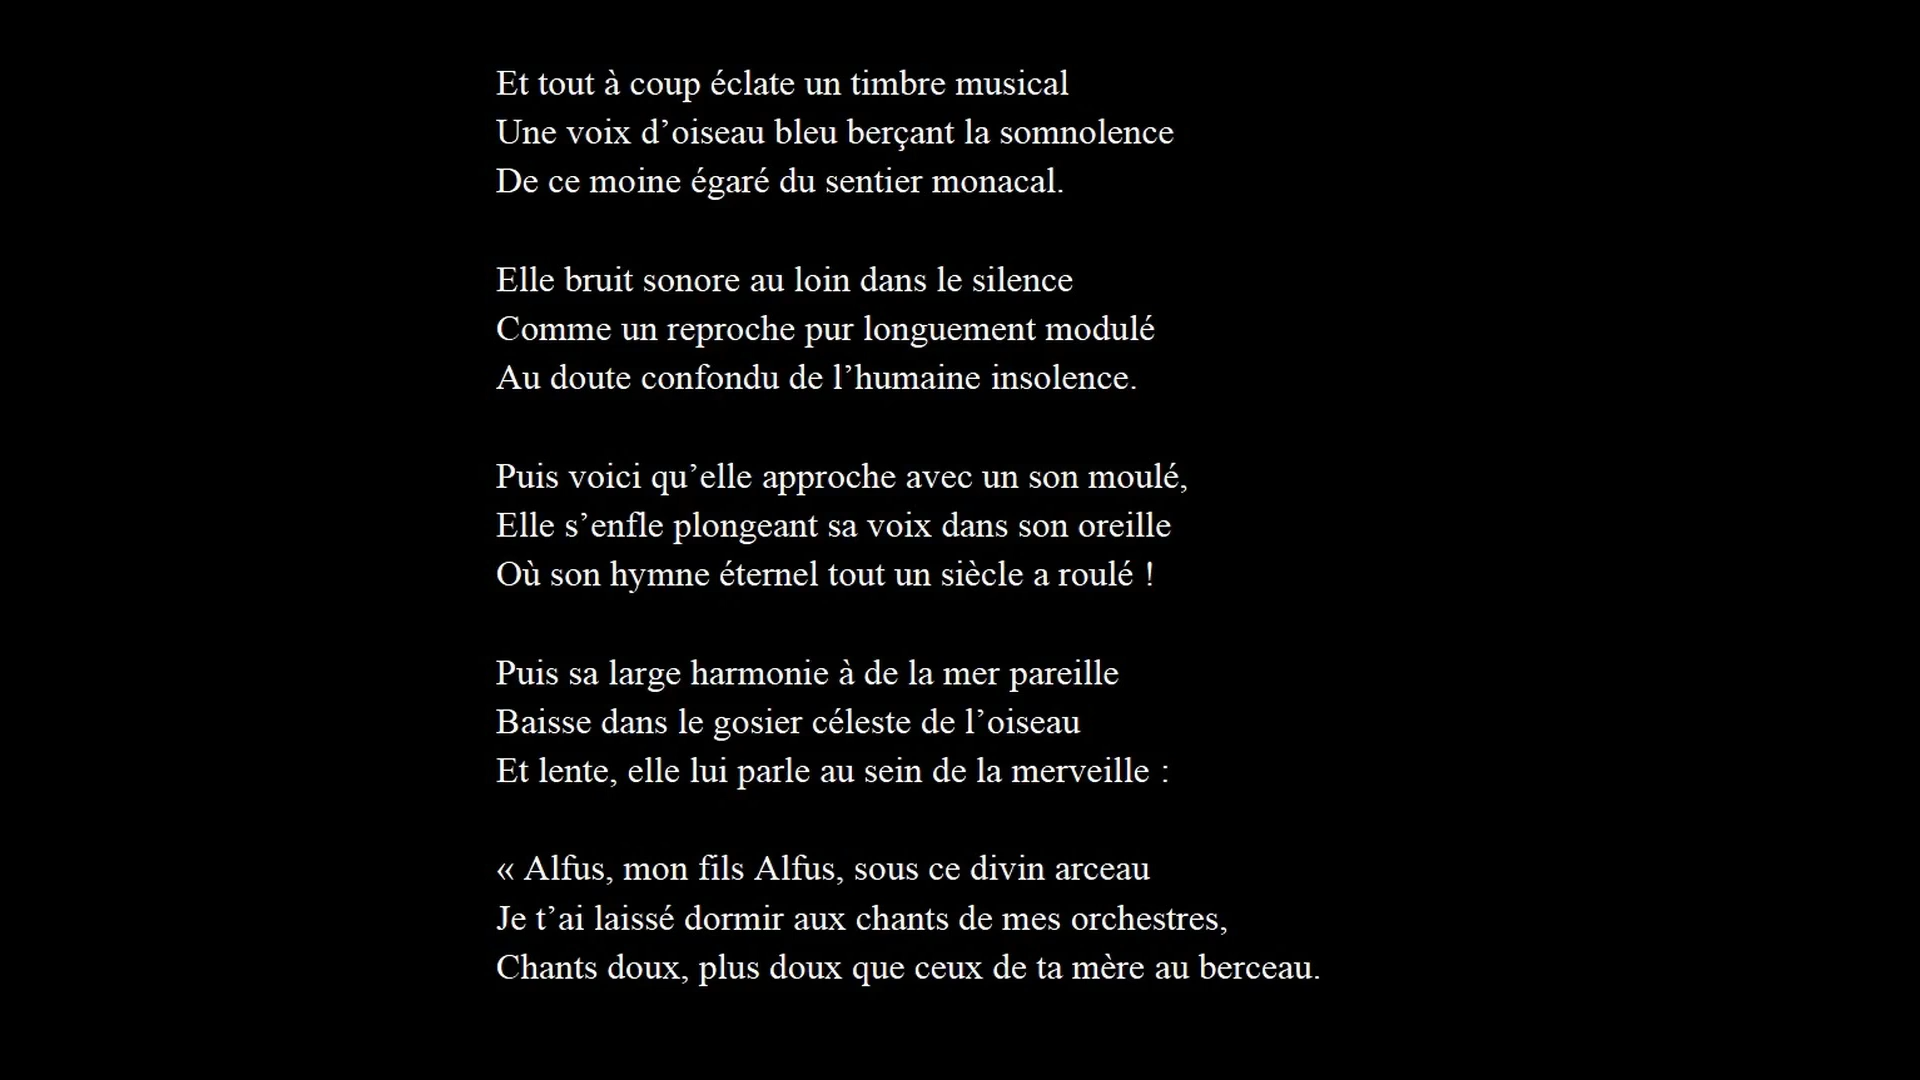 Et tout à coup éclate un timbre musical
Une voix d’oiseau bleu berçant la somnolence
De ce moine égaré du sentier monacal.
Elle bruit sonore au loin dans le silence
Comme un reproche pur longuement modulé
Au doute confondu de l’humaine insolence.
Puis voici qu’elle approche avec un son moulé,
Elle s’enfle plongeant sa voix dans son oreille
Où son hymne éternel tout un siècle a roulé !
Puis sa large harmonie à de la mer pareille
Baisse dans le gosier céleste de l’oiseau
Et lente, elle lui parle au sein de la merveille :
« Alfus, mon fils Alfus, sous ce divin arceau
Je t’ai laissé dormir aux chants de mes orchestres,
Chants doux, plus doux que ceux de ta mère au berceau.